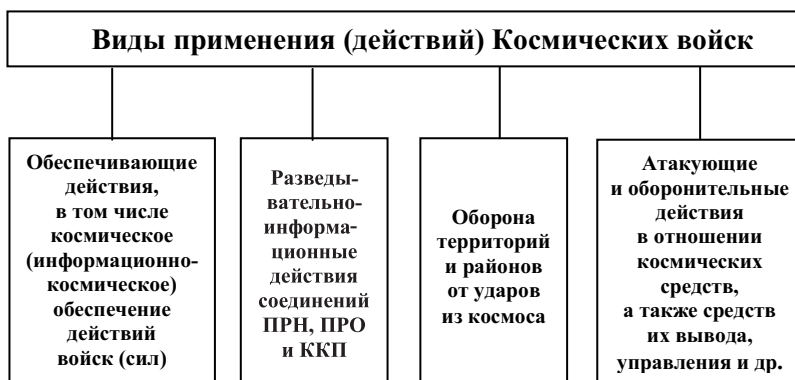 Виды применения (действий) Космических войск
Обеспечивающие
действия,
в том числе
космическое
(информационно-
космическое)
обеспечение
действий
войск (сил)
Разведы-
вательно-
информа-
ционные
действия
соединений
ПРН, ПРО
и ККП
Оборона
территорий
и районов
от ударов
из космоса
Атакующие
и оборонительные
действия
в отношении
космических
средств,
а также средств
их вывода,
управления и др.